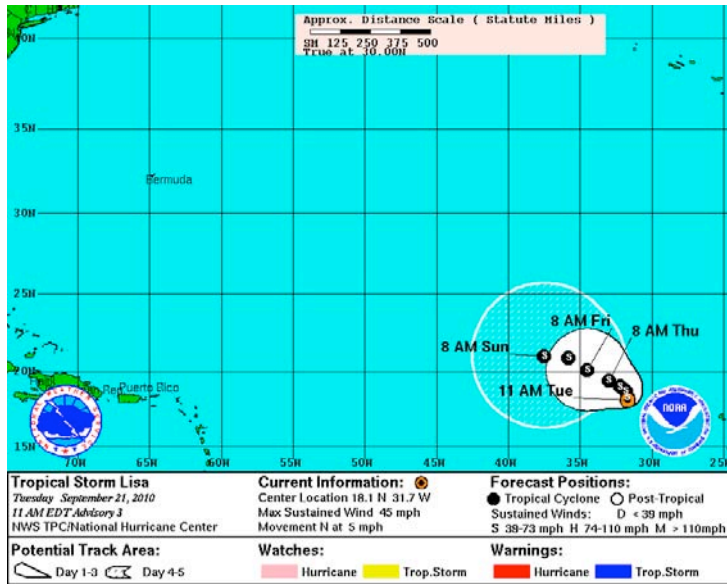 Approx. Distance Scale ( Statute Miles )
SM 125 250 375 500
True at 30.00N
35N
Bermuda
30N
25N
8 AM Fri
8 AM Sun
8 AM Thu
S S S S S
20N
11 AM Tue
Puerto Rico
NOAA
15N
70W 65W 60W 55W 50W 45W 40W 35W 30W
Tropical Storm Lisa
Tuesday September 21, 2010
11 AM EDT Advisory 3
NWS TPC/National Hurricane Center
Current Information:
Center Location 18.1 N 31.7 W
Max Sustained Wind 45 mph
Movement N at 5 mph
Forecast Positions:
Tropical Cyclone Post-Tropical
Sustained Winds: D < 39 mph
S 39-73 mph H 74-110 mph M > 110mph
Potential Track Area:
Day 1-3 Day 4-5
Watches:
Hurricane Trop.Storm
Warnings:
Hurricane Trop.Storm